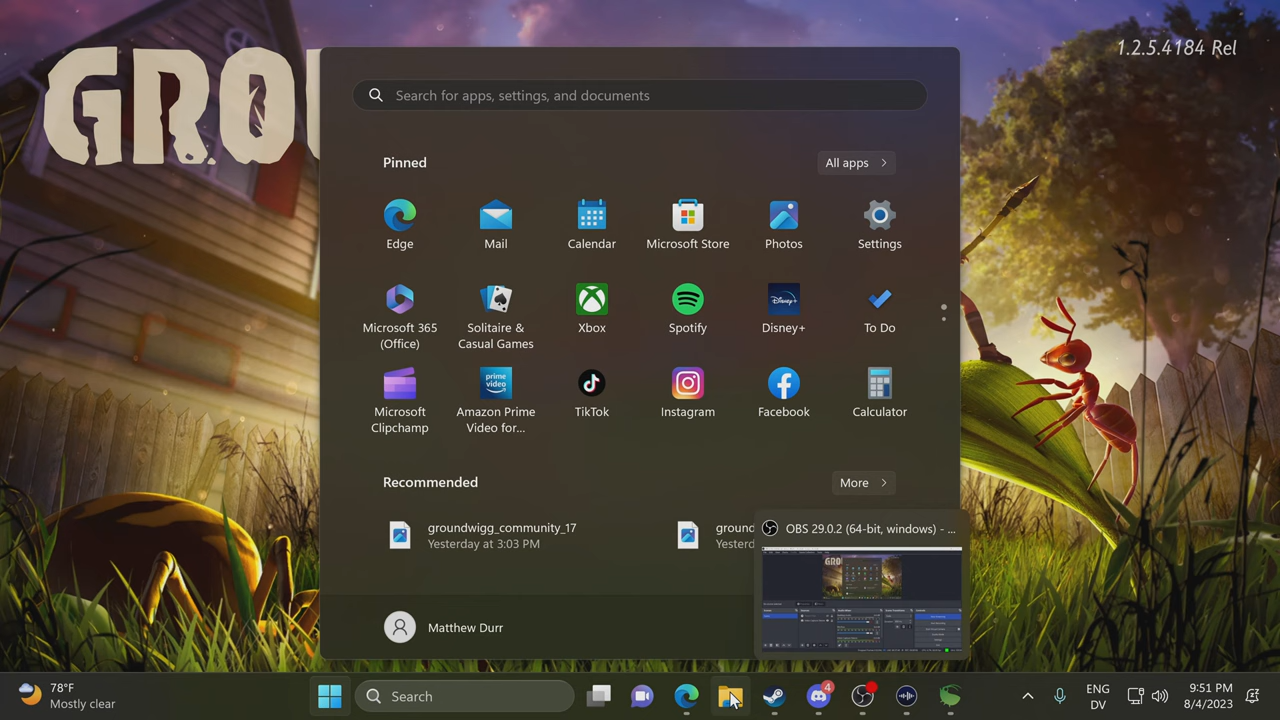 GRO
1.2.5.4184 Rel
Search for apps, settings, and documents
Pinned
All apps
Edge
Mail
Calendar
Microsoft Store
Photos
Settings
Microsoft 365
(Office)
Solitaire &
Casual Games
Xbox
Spotify
Disney+
To Do
Microsoft
Clipchamp
Amazon Prime
Video for...
TikTok
Instagram
Facebook
Calculator
Recommended
More
groundwigg_community_17
Yesterday at 3:03 PM
ground
Yesterd
OBS 29.0.2 (64-bit, windows) - ...
Matthew Durr
78°F
Mostly clear
Search
4
ENG
DV
9:51 PM
8/4/2023